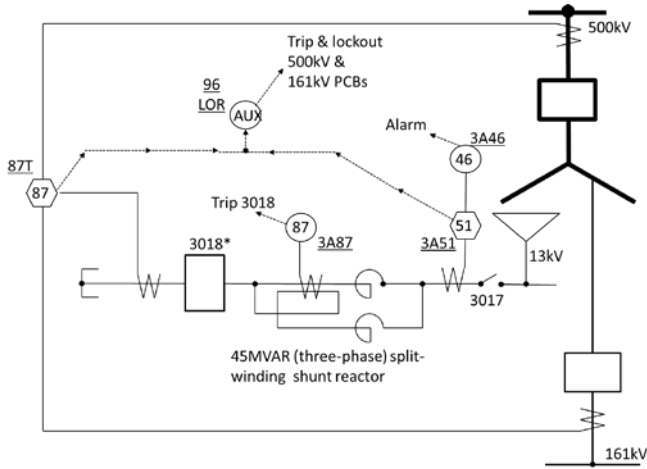 500kV
Trip & lockout
500kV &
161kV PCBs
96
LOR
AUX
Alarm
3A46
46
87T
87
Trip 3018
87
3A87
51
3A51
3018*
13kV
3017
45MVAR (three-phase) split-
winding shunt reactor
161kV